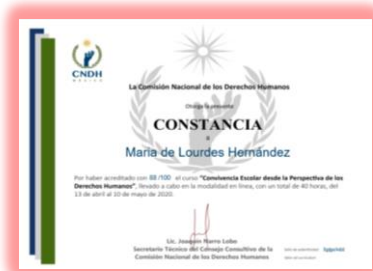 CNDH
MÉXICO
La Comisión Nacional de los Derechos Humanos
Otorga la presente
CONSTANCIA
a
Maria de Lourdes Hernández
Por haber acreditado con /100 el curso "Convivencia Escolar desde la Perspectiva de los
Derechos Humanos", llevado a cabo en la modalidad en línea, con un total de 40 horas, del
13 de abril al 10 de mayo de 2020.
Lic. Joaquín Narro Lobo
Secretario Técnico del Consejo Consultivo de la
Comisión Nacional de los Derechos Humanos